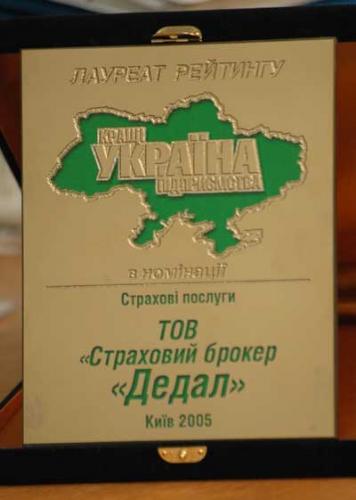 ЛАУРЕАТ РЕЙТИНГУ
КРАЩІ
УКРАЇНА
ПІДПРИЄМСТВА
в номінації
Страхові послуги
ТОВ
«Страховий брокер
«Дедал»
Київ 2005